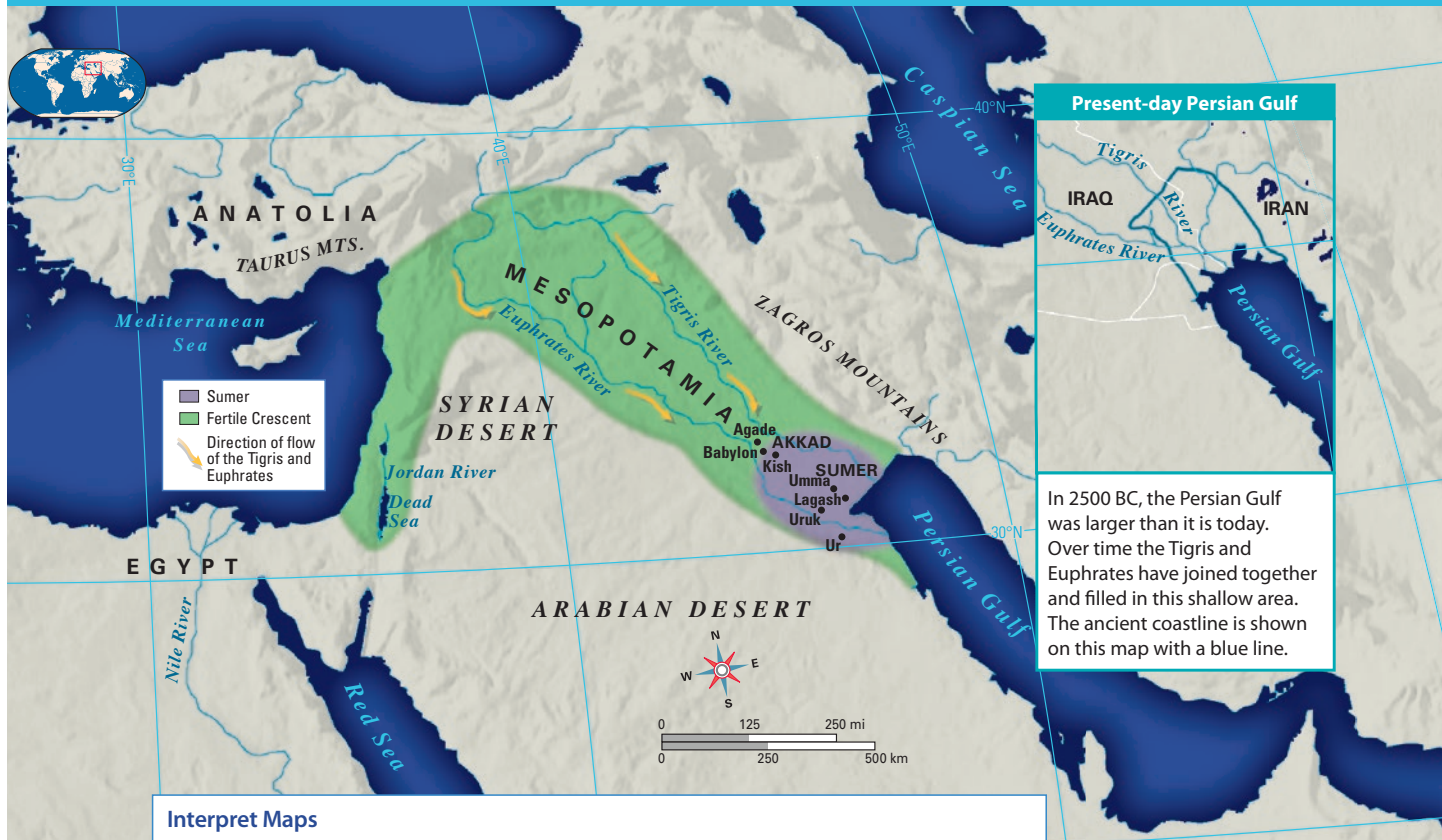 Caspian Sea
40°N
50°E
40°E
30°E
ANATOLIA
TAURUS MTS.
Mediterranean
Sea
MESOPOTAMIA
Tigris River
Euphrates River
ZAGROS MOUNTAINS
Sumer
Fertile Crescent
Direction of flow
of the Tigris and
Euphrates
SYRIAN
DESERT
Agade
AKKAD
Babylon
Kish
SUMER
Umma
Lagash
Uruk
Ur
Jordan River
Dead
Sea
30°N
Persian Gulf
EGYPT
Nile River
ARABIAN DESERT
Red Sea
N
W
E
S
0 125 250 mi
0 250 500 km
Present-day Persian Gulf
Tigris
River
IRAQ
IRAN
Euphrates River
Persian Gulf
In 2500 BC, the Persian Gulf
was larger than it is today.
Over time the Tigris and
Euphrates have joined together
and filled in this shallow area.
The ancient coastline is shown
on this map with a blue line.
Interpret Maps